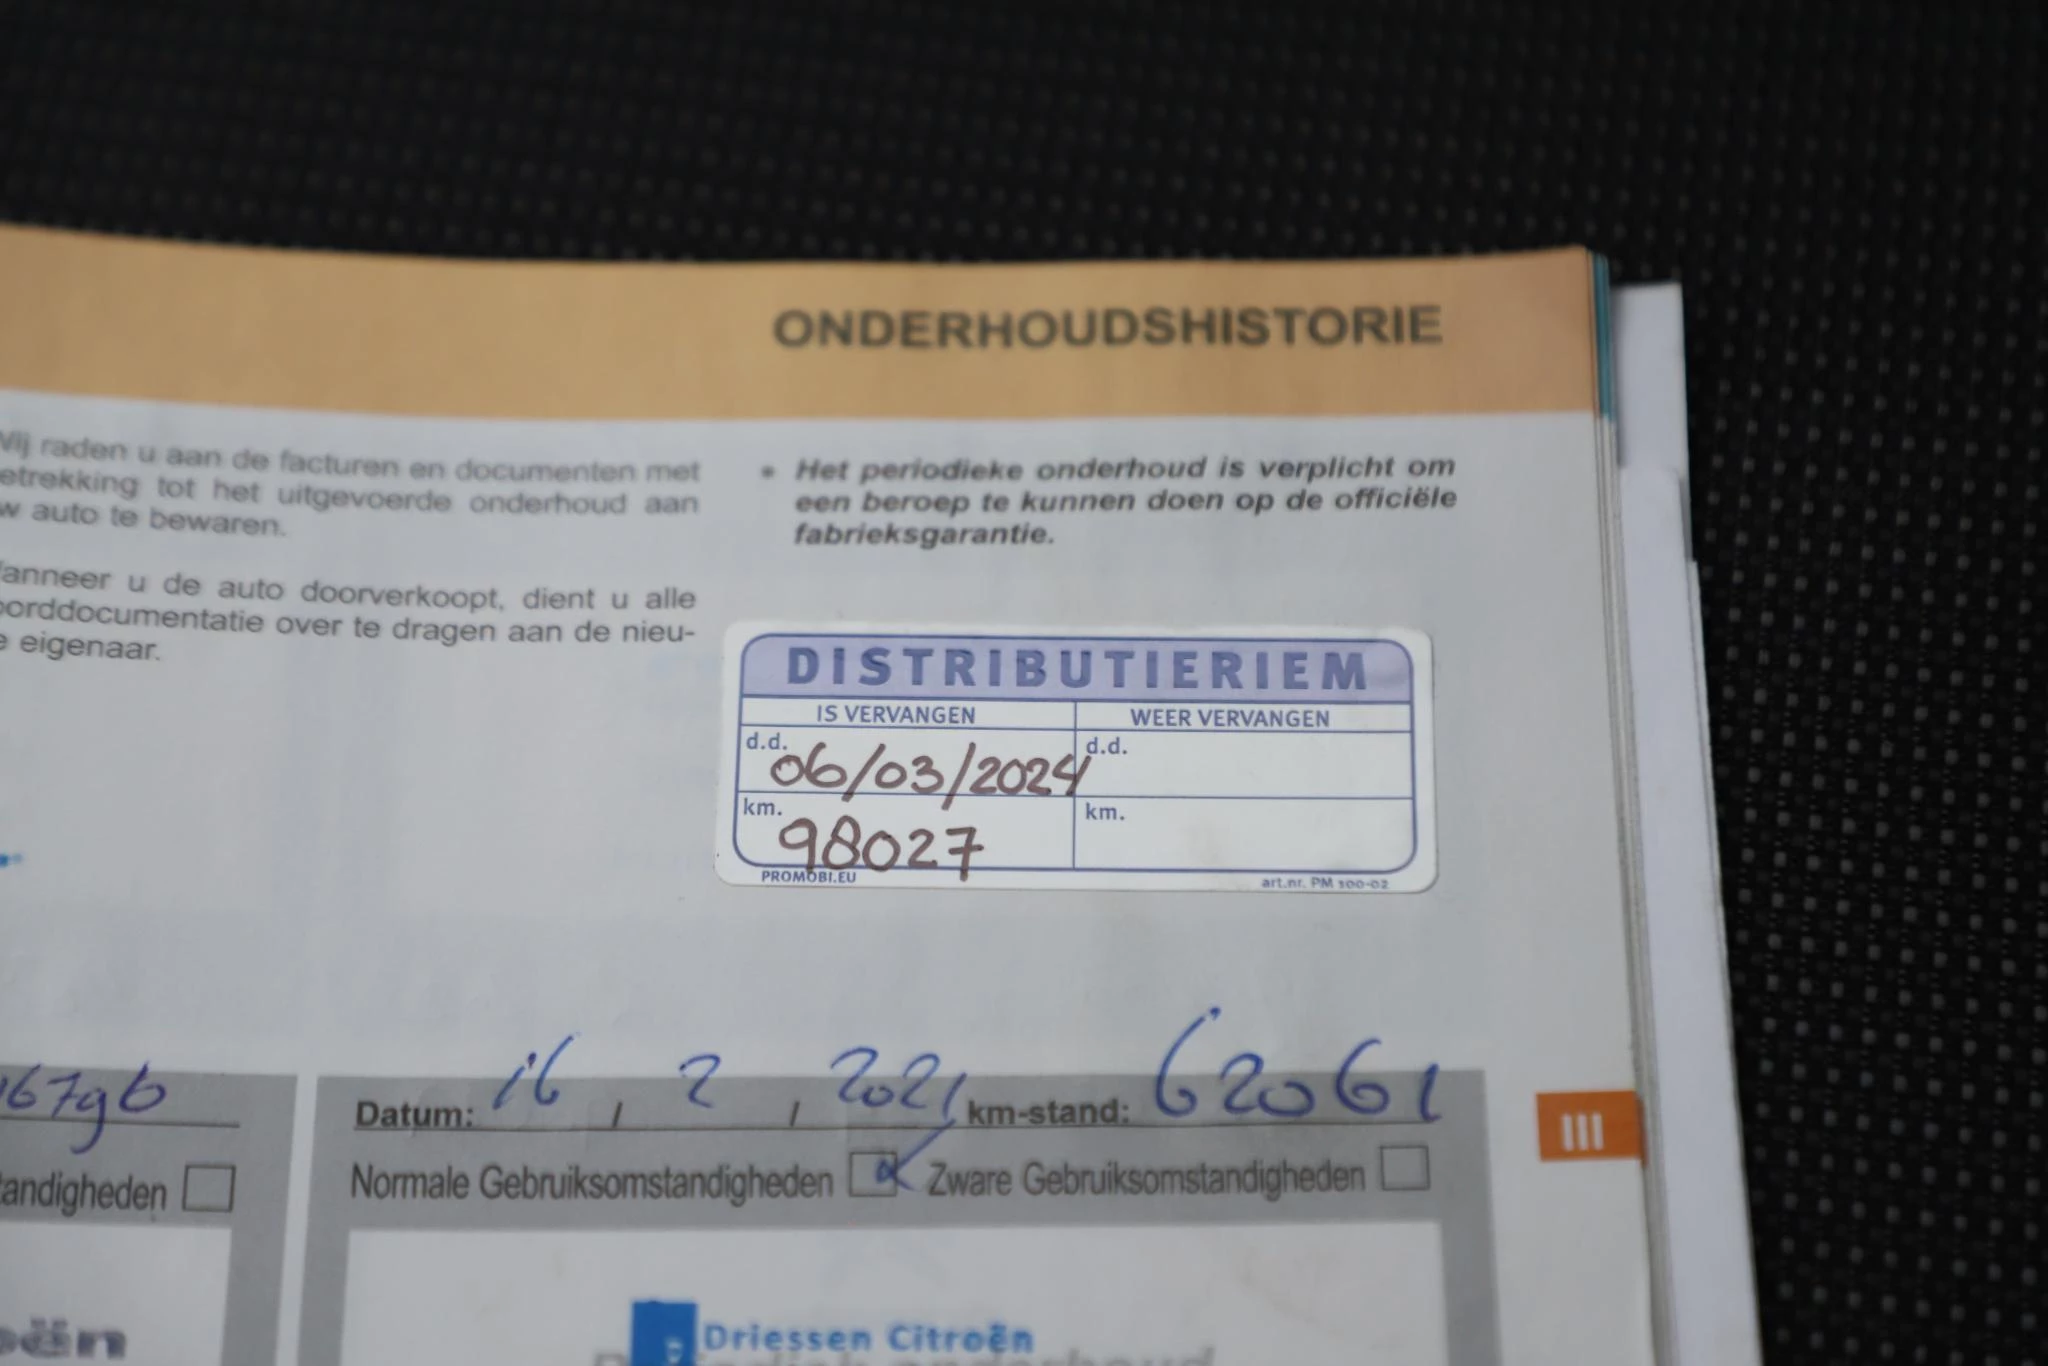 ONDERHOUDSHISTORIE
Wij raden u aan de facturen en documenten met
etrekking tot het uitgevoerde onderhoud aan
w auto te bewaren.
anneer u de auto doorverkoopt, dient u alle
oorddocumentatie over te dragen aan de nieu-
e eigenaar.
• Het periodieke onderhoud is verplicht om
een beroep te kunnen doen op de officiële
fabrieksgarantie.
DISTRIBUTIERIEM
IS VERVANGEN WEER VERVANGEN
d.d. 06/03/2024 d.d.
km. 98027 km.
PROMOBI.EU art.nr. PM 100-02
Datum: 16 / 2 / 2021 km-stand: 62061
Normale Gebruiksomstandigheden Zware Gebruiksomstandigheden
andigheden
III
oën
Driessen Citroën